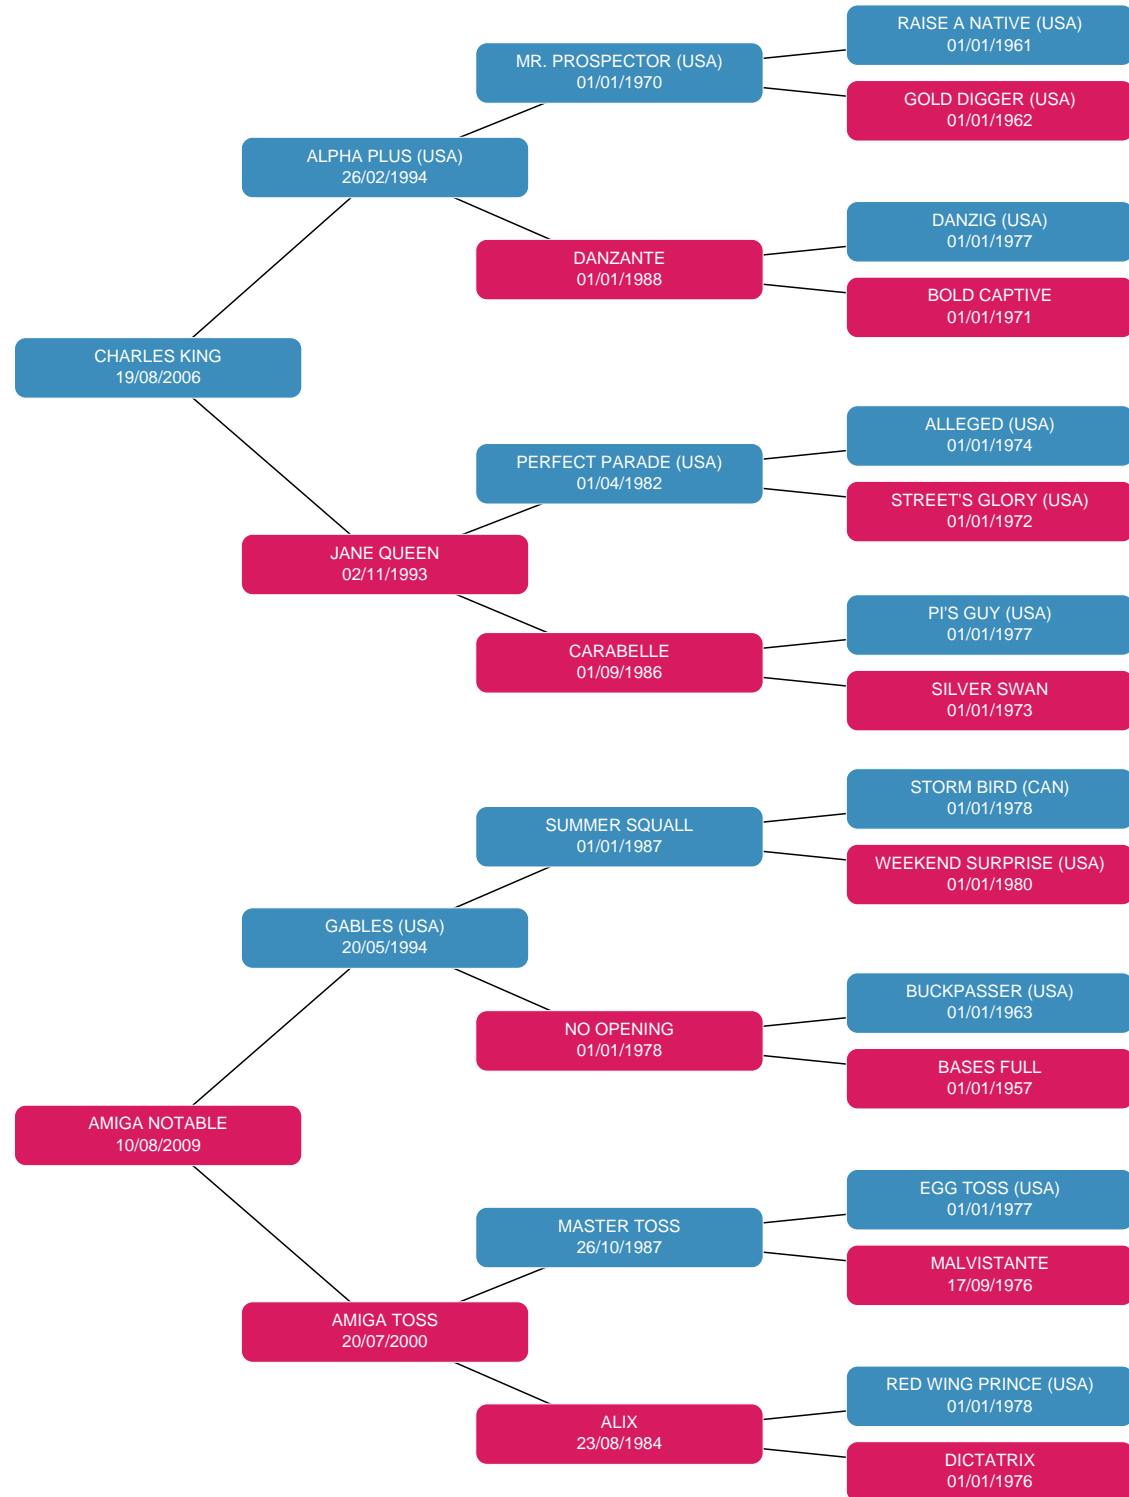 RAISE A NATIVE (USA)
01/01/1961
MR. PROSPECTOR (USA)
01/01/1970
GOLD DIGGER (USA)
01/01/1962
ALPHA PLUS (USA)
26/02/1994
DANZIG (USA)
01/01/1977
DANZANTE
01/01/1988
BOLD CAPTIVE
01/01/1971
CHARLES KING
19/08/2006
ALLEGED (USA)
01/01/1974
PERFECT PARADE (USA)
01/04/1982
STREET'S GLORY (USA)
01/01/1972
JANE QUEEN
02/11/1993
PI'S GUY (USA)
01/01/1977
CARABELLE
01/09/1986
SILVER SWAN
01/01/1973
STORM BIRD (CAN)
01/01/1978
SUMMER SQUALL
01/01/1987
WEEKEND SURPRISE (USA)
01/01/1980
GABLES (USA)
20/05/1994
BUCKPASSER (USA)
01/01/1963
NO OPENING
01/01/1978
BASES FULL
01/01/1957
AMIGA NOTABLE
10/08/2009
EGG TOSS (USA)
01/01/1977
MASTER TOSS
26/10/1987
MALVISTANTE
17/09/1976
AMIGA TOSS
20/07/2000
RED WING PRINCE (USA)
01/01/1978
ALIX
23/08/1984
DICTATRIX
01/01/1976